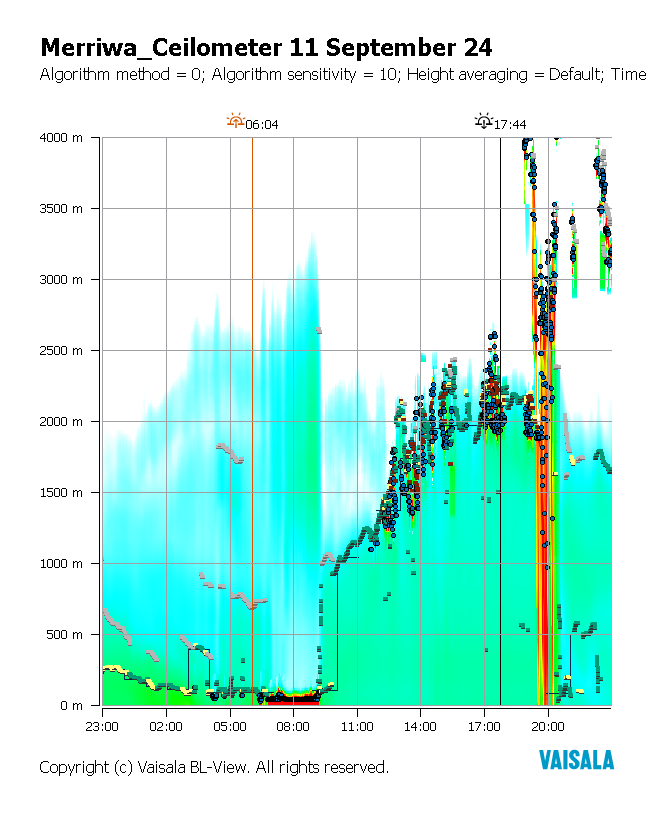 Merriwa_Ceilometer 11 September 24
Algorithm method = 0; Algorithm sensitivity = 10; Height averaging = Default; Time
06:04 17:44
4000 m
3500 m
3000 m
2500 m
2000 m
1500 m
1000 m
500 m
0 m
23:00 02:00 05:00 08:00 11:00 14:00 17:00 20:00
VAISALA
Copyright (c) Vaisala BL-View. All rights reserved.